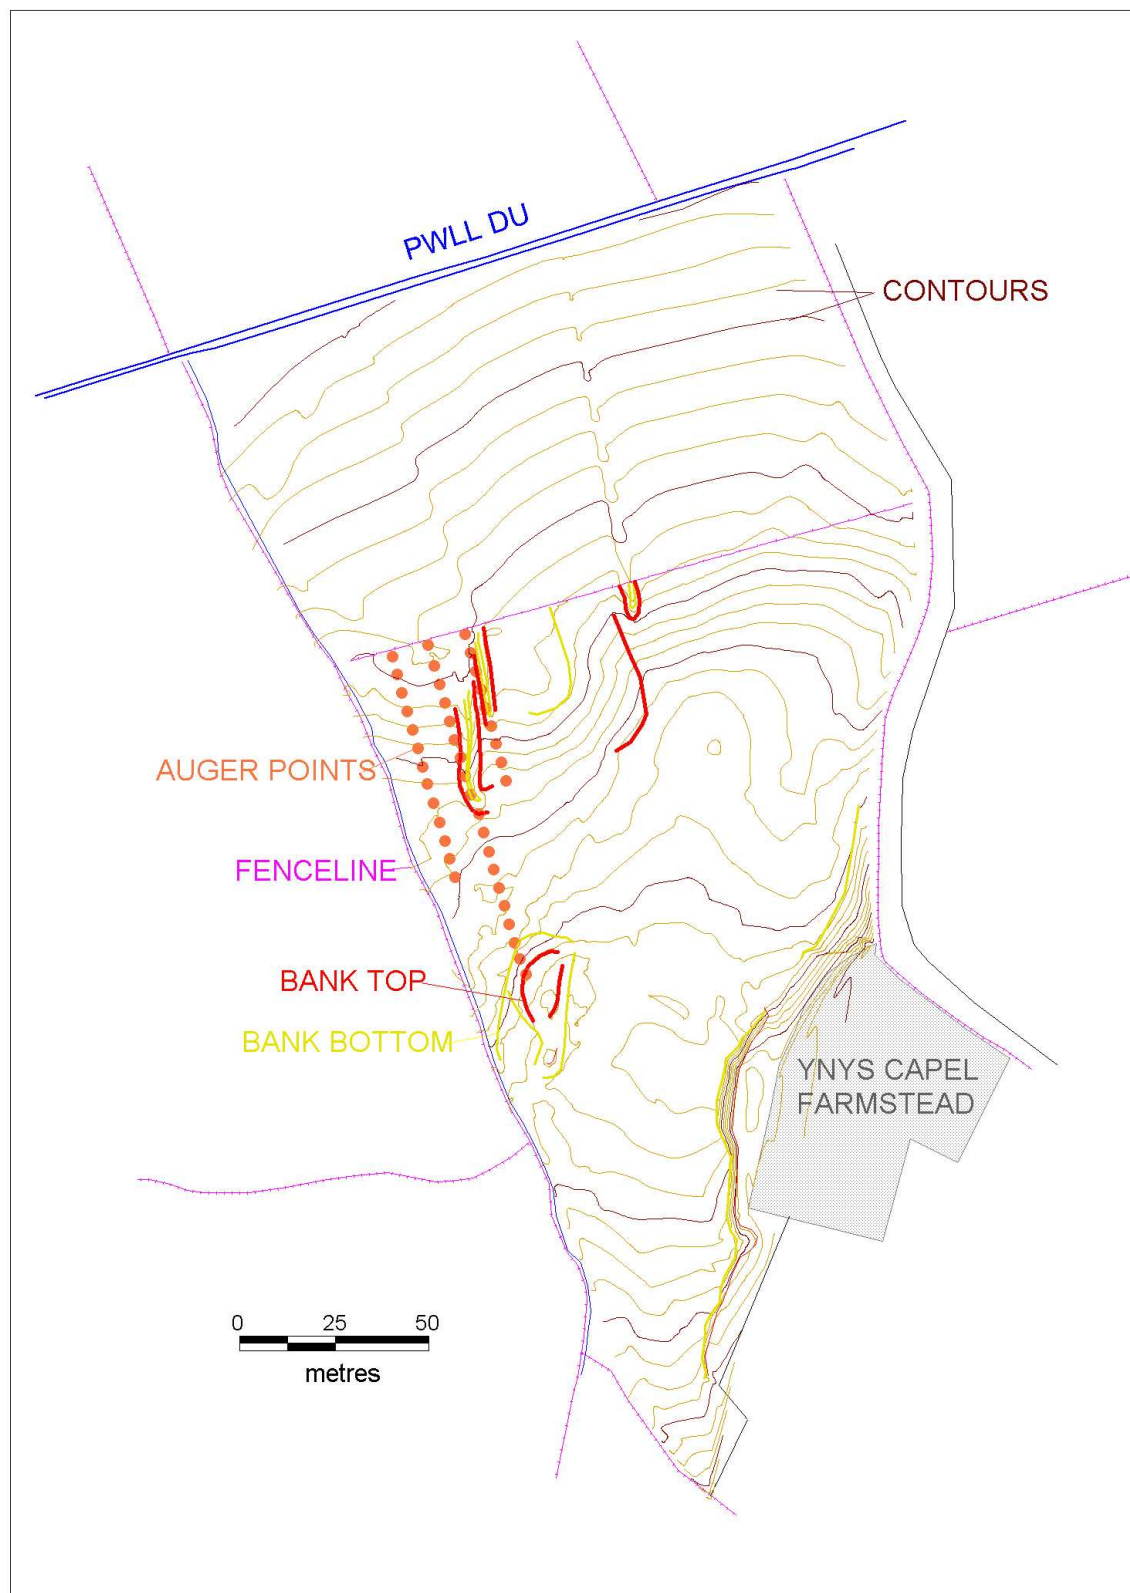 PWLL DU
CONTOURS
AUGER POINTS
FENCELINE
BANK TOP
BANK BOTTOM
YNYS CAPEL
FARMSTEAD
0 25 50
metres